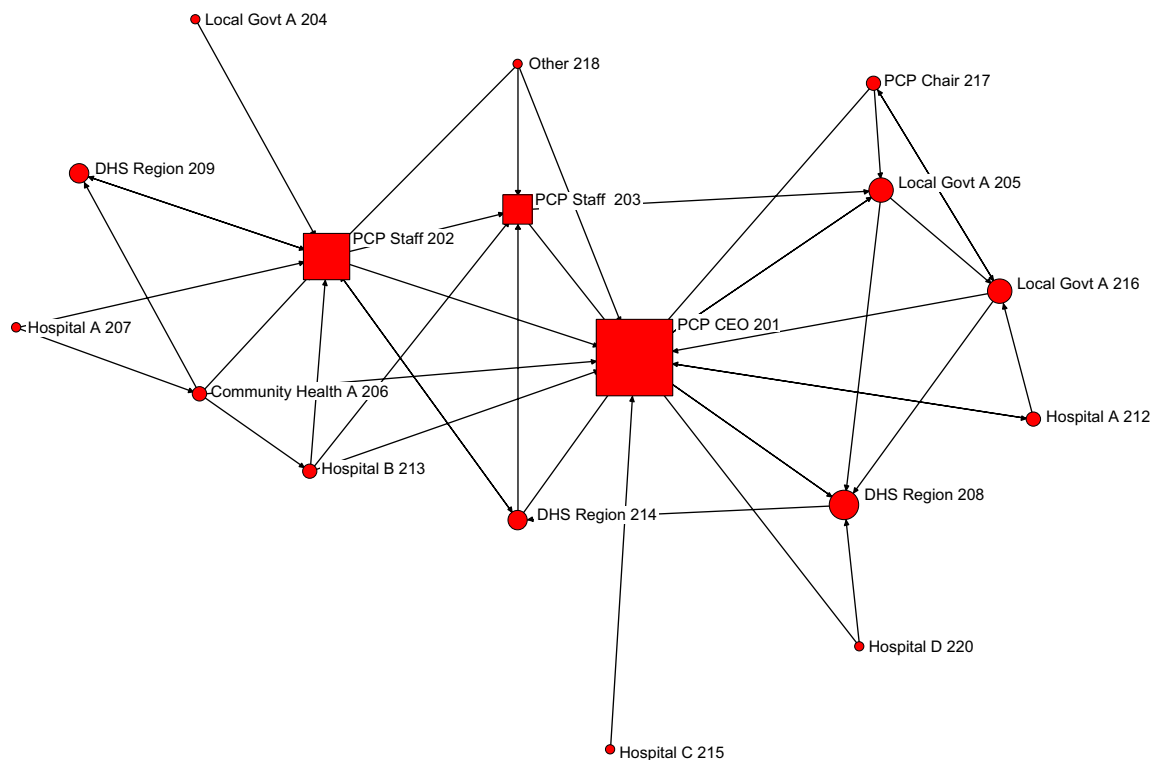 Local Govt A 204
Other 218
PCP Chair 217
DHS Region 209
Local Govt A 205
PCP Staff  203
PCP Staff 202
Local Govt A 216
PCP CEO 201
Hospital A 207
Community Health A 206
Hospital A 212
Hospital B 213
DHS Region 208
DHS Region 214
Hospital D 220
Hospital C 215